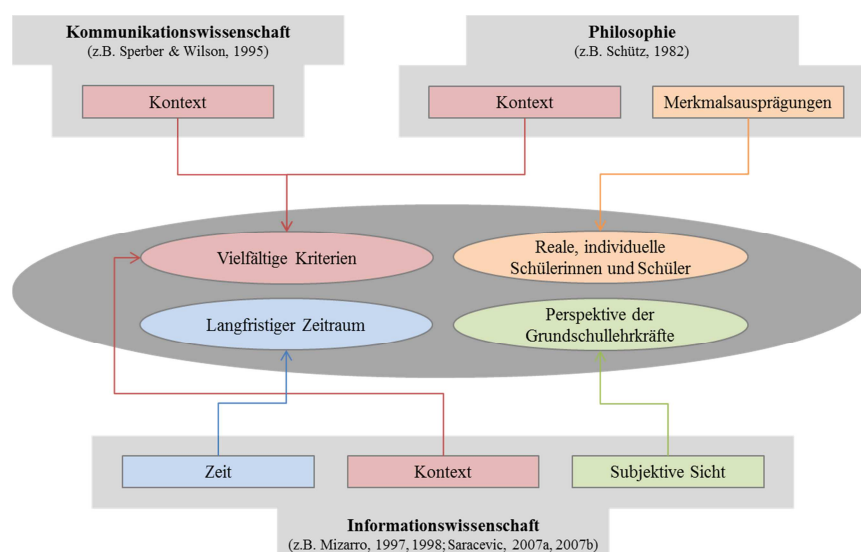 Kommunikationswissenschaft
(z.B. Sperber & Wilson, 1995)
Philosophie
(z.B. Schütz, 1982)
Kontext
Kontext
Merkmalsausprägungen
Vielfältige Kriterien
Reale, individuelle
Schülerinnen und Schüler
Langfristiger Zeitraum
Perspektive der
Grundschullehrkräfte
Zeit
Kontext
Subjektive Sicht
Informationswissenschaft
(z.B. Mizarro, 1997, 1998; Saracevic, 2007a, 2007b)